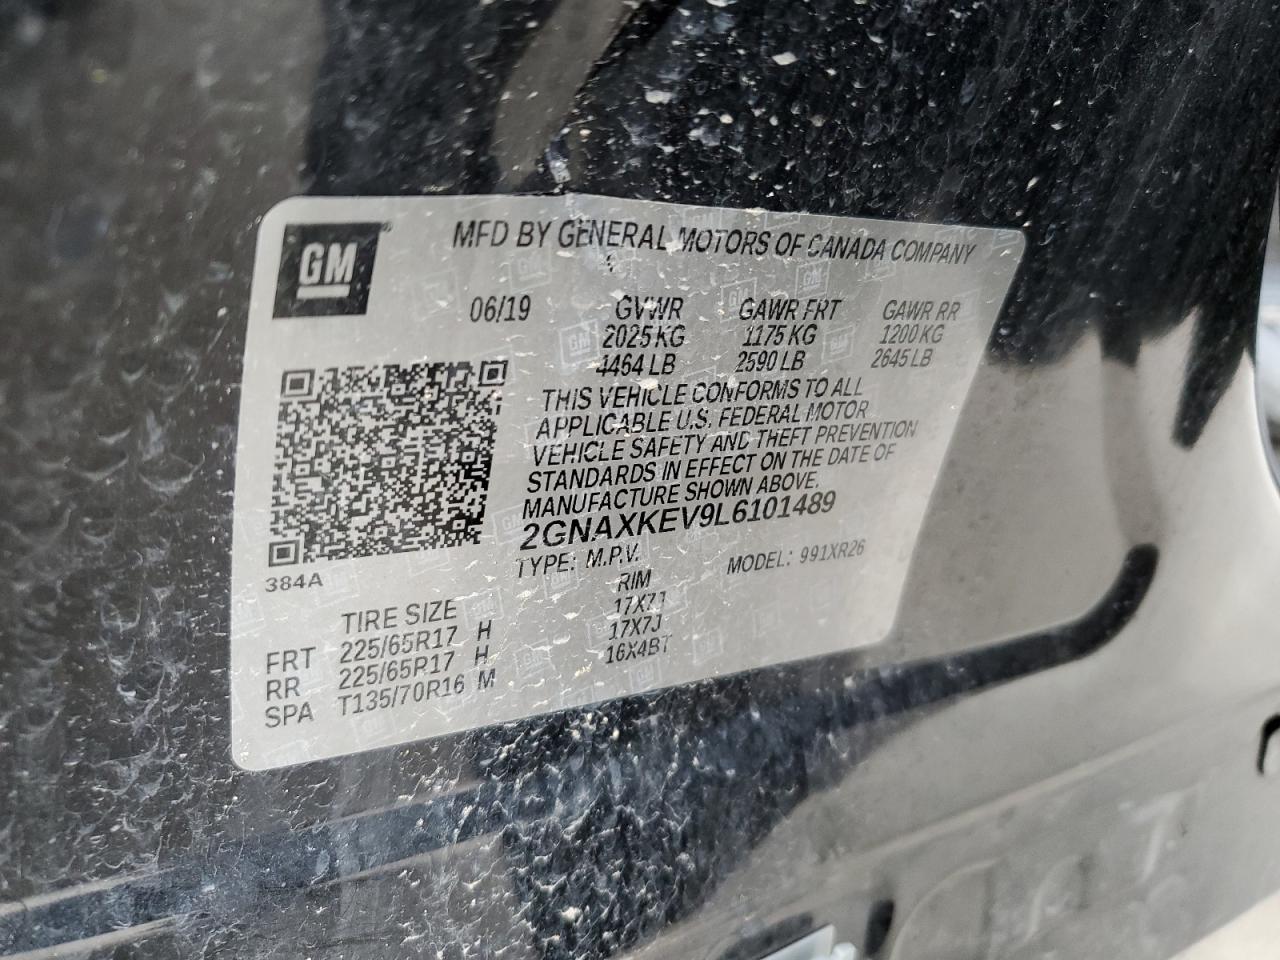 GM
MFD BY GENERAL MOTORS OF CANADA COMPANY
06/19 GVWR GAWR FRT GAWR RR
2025 KG 1175 KG 1200 KG
4464 LB 2590 LB 2645 LB
THIS VEHICLE CONFORMS TO ALL
APPLICABLE U.S. FEDERAL MOTOR
VEHICLE SAFETY AND THEFT PREVENTION
STANDARDS IN EFFECT ON THE DATE OF
MANUFACTURE SHOWN ABOVE.
2GNAXKEV9L6101489
TYPE: M.P.V. MODEL: 991XR26
384A
TIRE SIZE RIM
FRT 225/65R17 H 17X7J
RR 225/65R17 H 17X7J
SPA T135/70R16 M 16X4BT